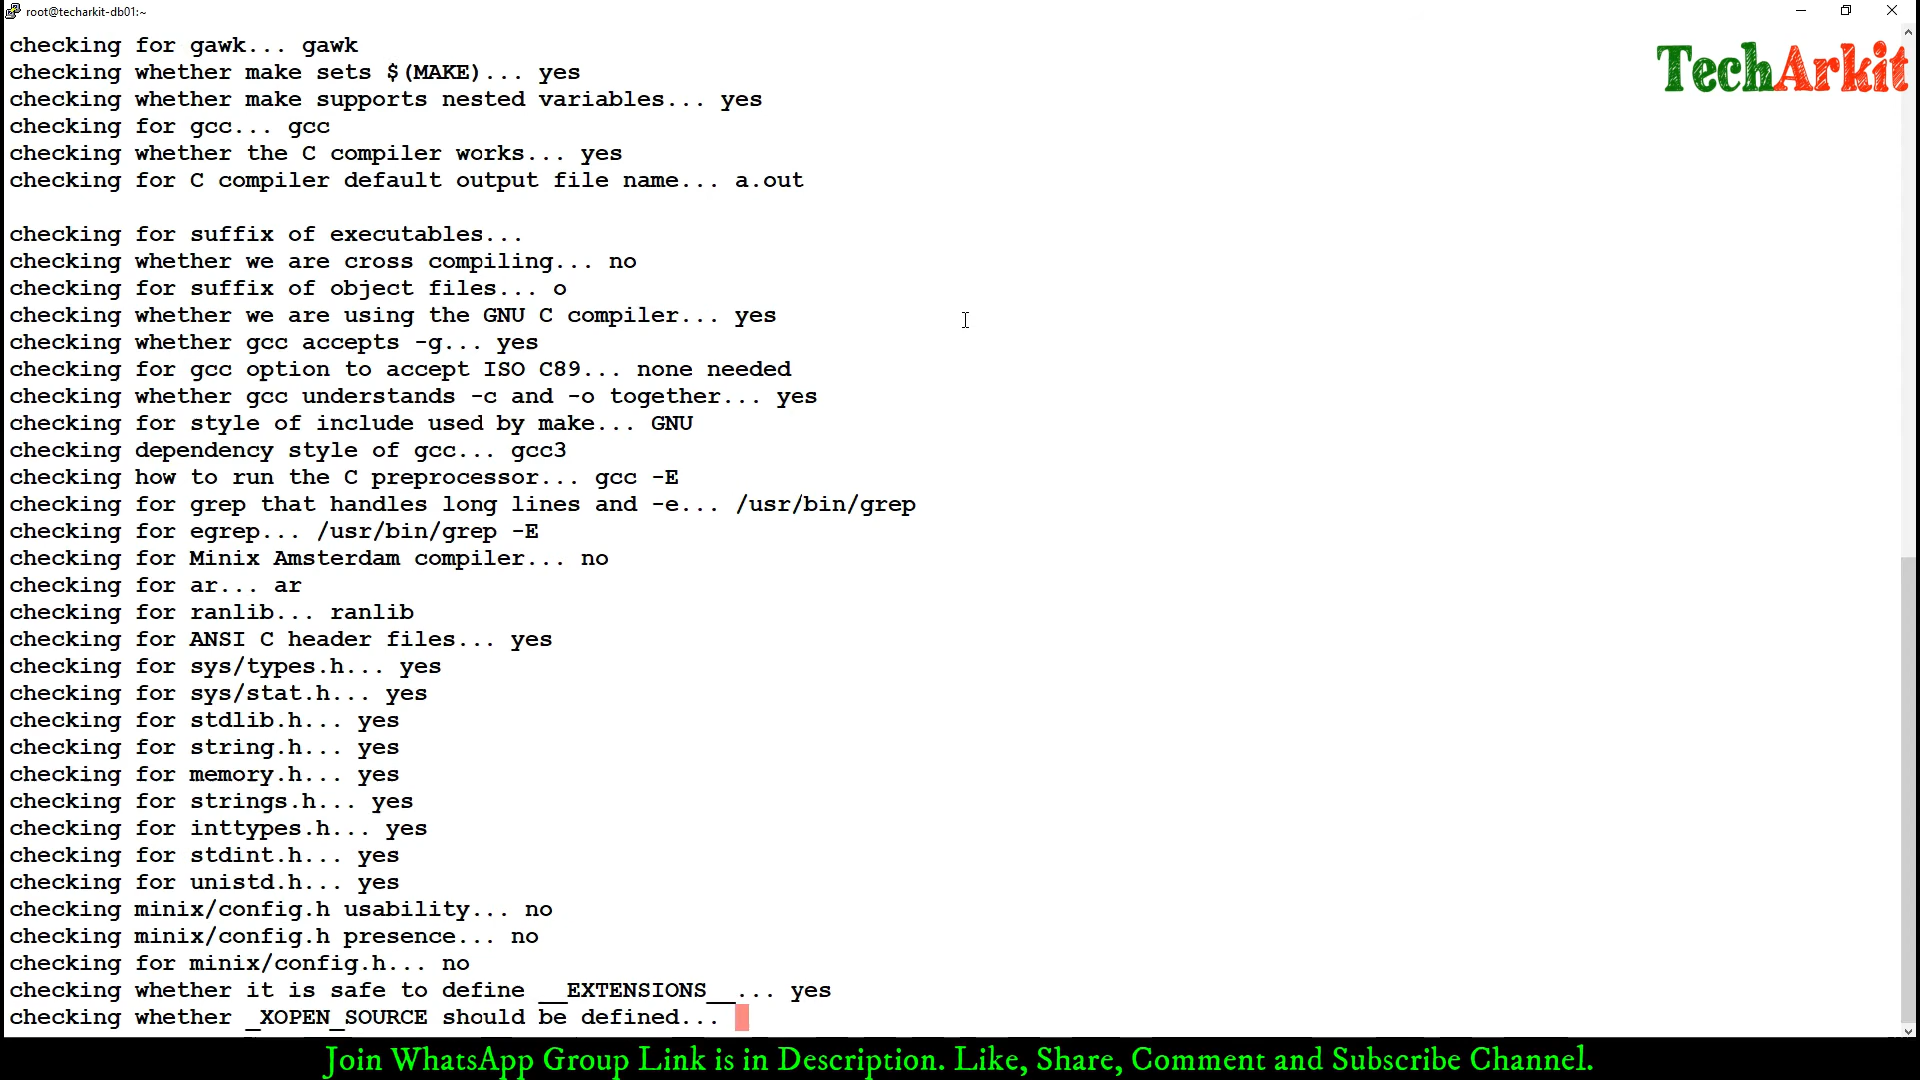 root@techarkit-db01:~
TechArkit
checking for gawk... gawk
checking whether make sets $(MAKE)... yes
checking whether make supports nested variables... yes
checking for gcc... gcc
checking whether the C compiler works... yes
checking for C compiler default output file name... a.out
checking for suffix of executables...
checking whether we are cross compiling... no
checking for suffix of object files... o
checking whether we are using the GNU C compiler... yes
checking whether gcc accepts -g... yes
checking for gcc option to accept ISO C89... none needed
checking whether gcc understands -c and -o together... yes
checking for style of include used by make... GNU
checking dependency style of gcc... gcc3
checking how to run the C preprocessor... gcc -E
checking for grep that handles long lines and -e... /usr/bin/grep
checking for egrep... /usr/bin/grep -E
checking for Minix Amsterdam compiler... no
checking for ar... ar
checking for ranlib... ranlib
checking for ANSI C header files... yes
checking for sys/types.h... yes
checking for sys/stat.h... yes
checking for stdlib.h... yes
checking for string.h... yes
checking for memory.h... yes
checking for strings.h... yes
checking for inttypes.h... yes
checking for stdint.h... yes
checking for unistd.h... yes
checking minix/config.h usability... no
checking minix/config.h presence... no
checking for minix/config.h... no
checking whether it is safe to define __EXTENSIONS__... yes
checking whether _XOPEN_SOURCE should be defined...
Join WhatsApp Group Link is in Description. Like, Share, Comment and Subscribe Channel.